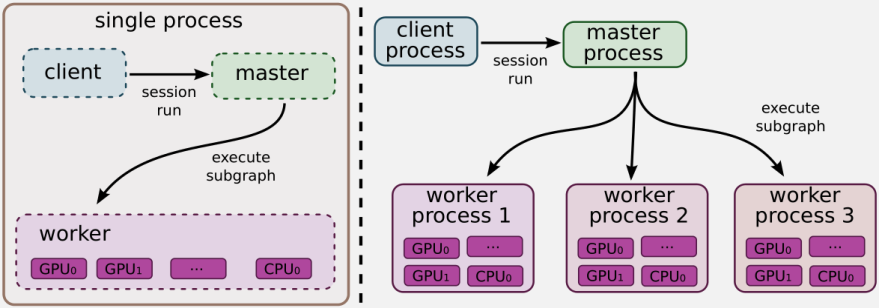 single process
client
master
session
run
execute
subgraph
worker
GPU₀
GPU₁
...
CPU₀
client
process
master
process
session
run
execute
subgraph
worker
process 1
GPU₀
...
GPU₁
CPU₀
worker
process 2
GPU₀
...
GPU₁
CPU₀
worker
process 3
GPU₀
...
GPU₁
CPU₀